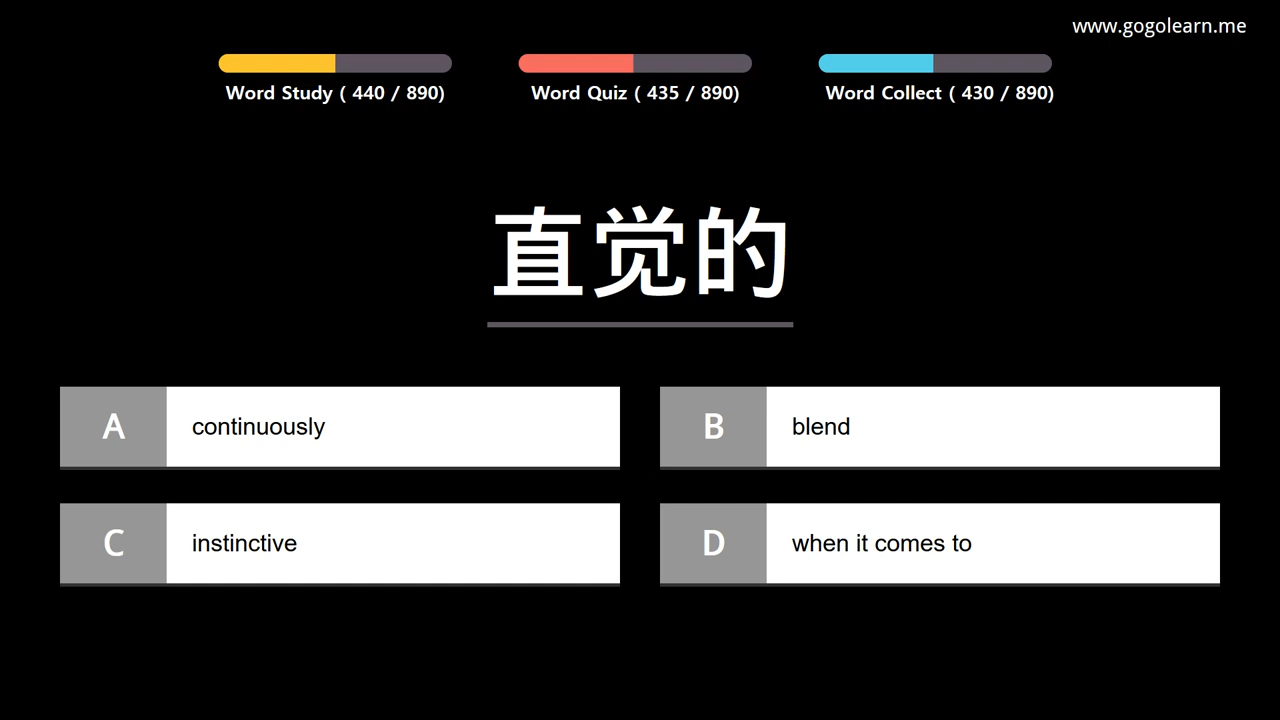 www.gogolearn.me
Word Study ( 440 / 890)
Word Quiz ( 435 / 890)
Word Collect ( 430 / 890)
直觉的
A continuously
B blend
C instinctive
D when it comes to